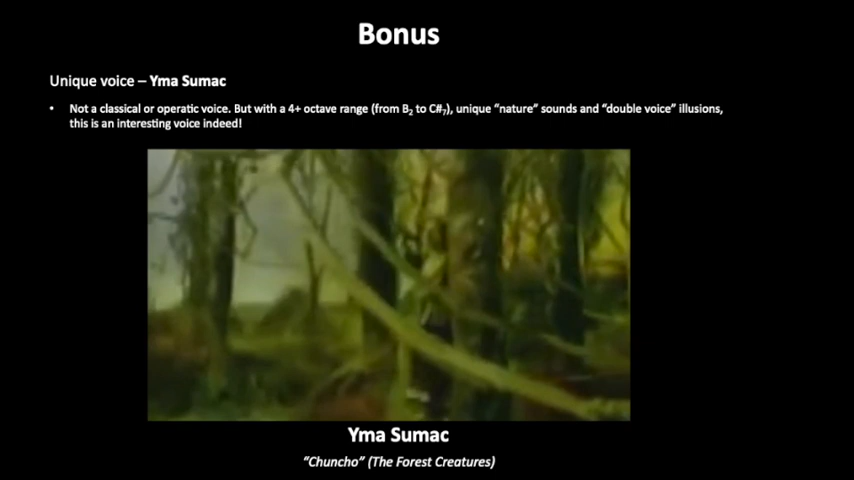 Bonus
Unique voice – Yma Sumac
• Not a classical or operatic voice. But with a 4+ octave range (from B2 to C#7), unique “nature” sounds and “double voice” illusions,
this is an interesting voice indeed!
Yma Sumac
“Chuncho” (The Forest Creatures)